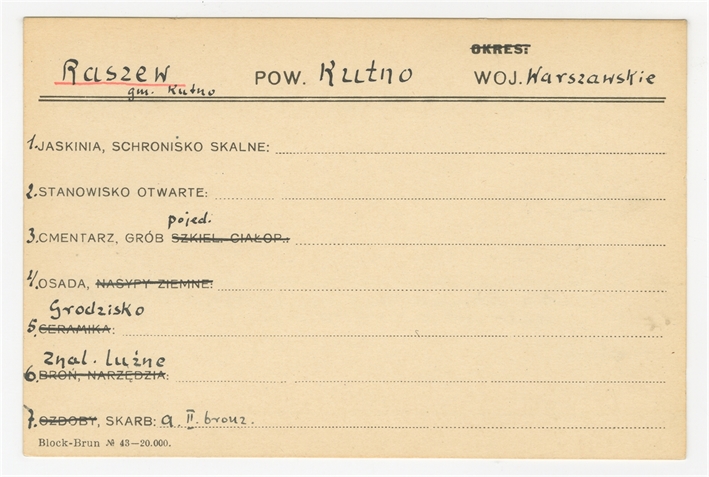 OKRES:
Raszew POW. Kutno WOJ. Warszawskie
gm. Kutno
1. JASKINIA, SCHRONISKO SKALNE:
2. STANOWISKO OTWARTE:
pojed.
3. CMENTARZ, GRÓB SZKIEL. CIAŁOP.:
4. OSADA, NASYPY ZIEMNE:
Grodzisko
5. CERAMIKA:
Znal. luźne
6. BROŃ, NARZĘDZIA:
7. OZDOBY, SKARB: a. II. bronz.
Block-Brun № 43—20.000.